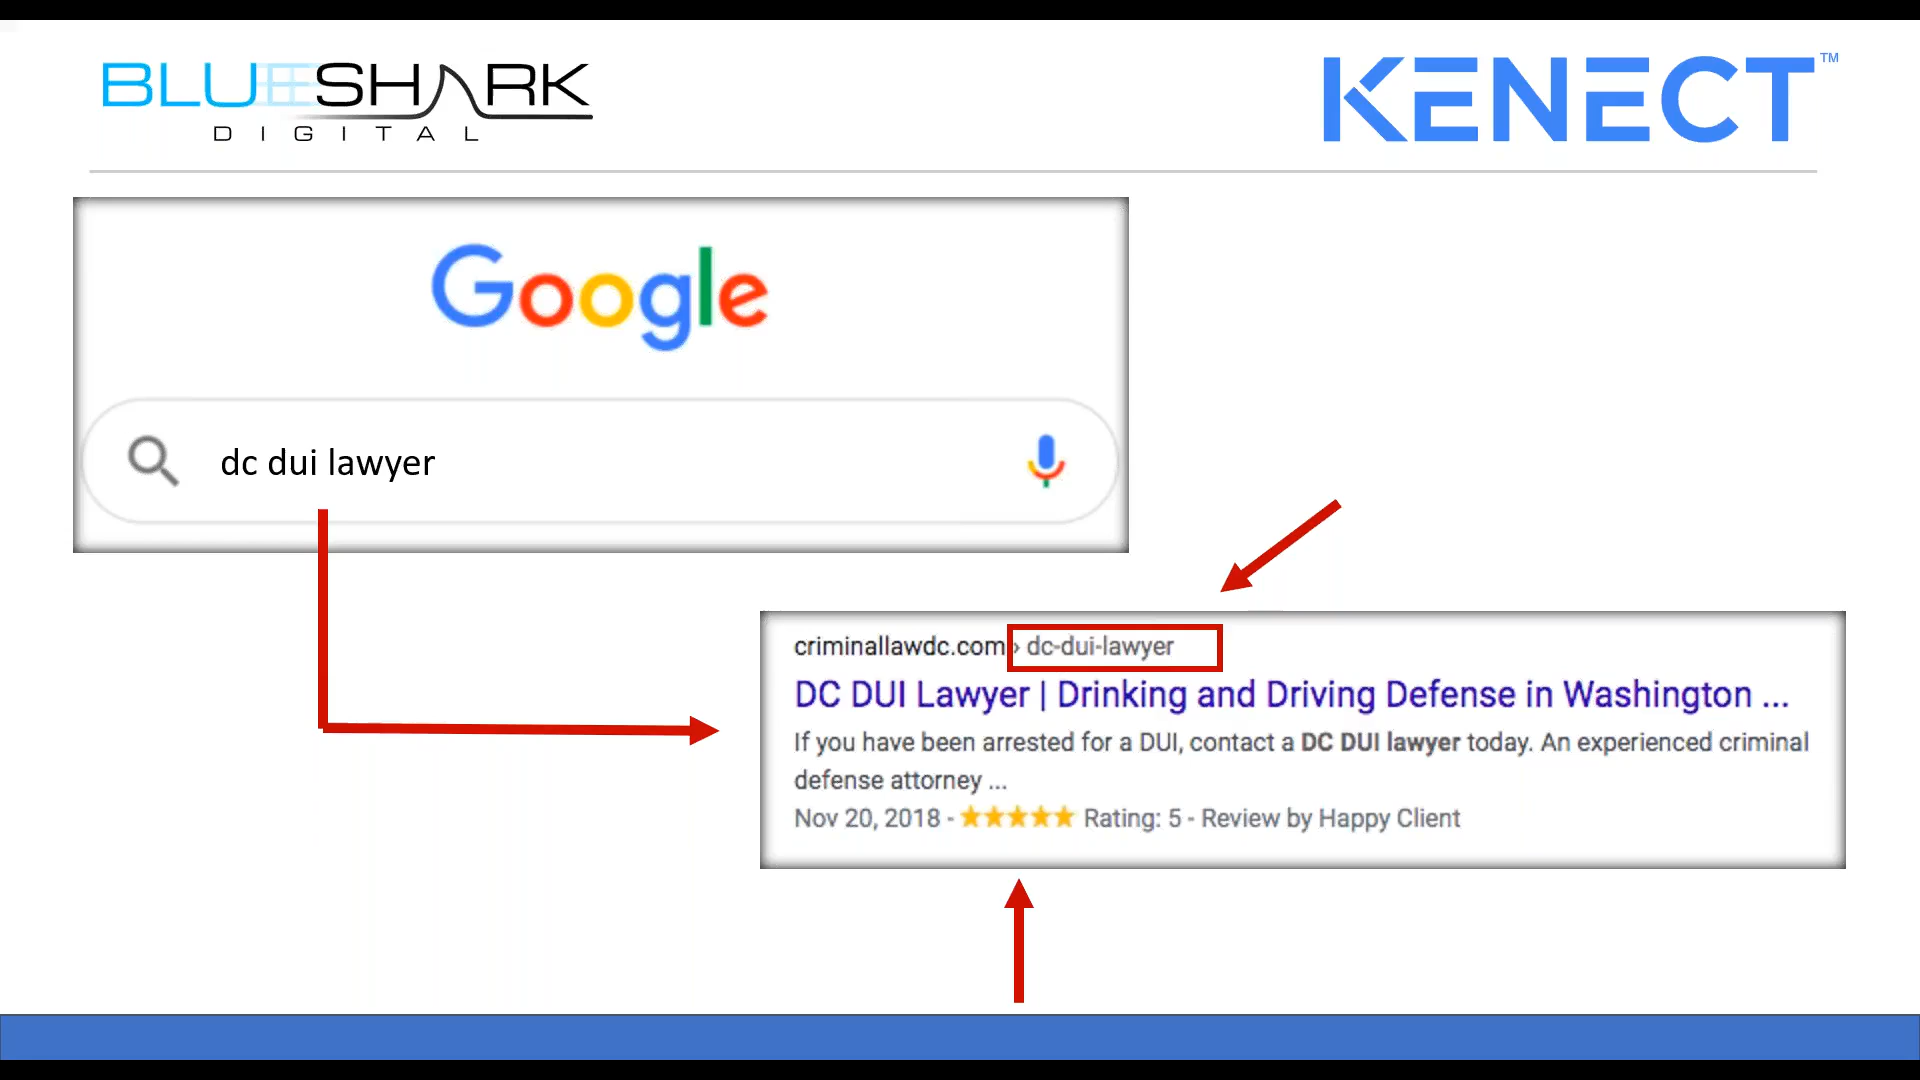 BLUESHARK
DIGITAL
KENECT™
Google
dc dui lawyer
criminallawdc.com › dc-dui-lawyer
DC DUI Lawyer | Drinking and Driving Defense in Washington ...
If you have been arrested for a DUI, contact a DC DUI lawyer today. An experienced criminal
defense attorney ...
Nov 20, 2018 - ★★★★★ Rating: 5 - Review by Happy Client